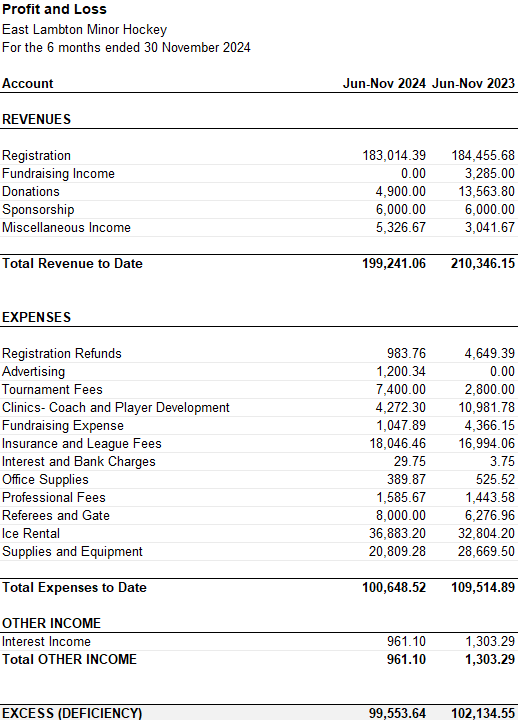 Profit and Loss
East Lambton Minor Hockey
For the 6 months ended 30 November 2024
Account Jun-Nov 2024 Jun-Nov 2023
REVENUES
Registration 183,014.39 184,455.68
Fundraising Income 0.00 3,285.00
Donations 4,900.00 13,563.80
Sponsorship 6,000.00 6,000.00
Miscellaneous Income 5,326.67 3,041.67
Total Revenue to Date 199,241.06 210,346.15
EXPENSES
Registration Refunds 983.76 4,649.39
Advertising 1,200.34 0.00
Tournament Fees 7,400.00 2,800.00
Clinics- Coach and Player Development 4,272.30 10,981.78
Fundraising Expense 1,047.89 4,366.15
Insurance and League Fees 18,046.46 16,994.06
Interest and Bank Charges 29.75 3.75
Office Supplies 389.87 525.52
Professional Fees 1,585.67 1,443.58
Referees and Gate 8,000.00 6,276.96
Ice Rental 36,883.20 32,804.20
Supplies and Equipment 20,809.28 28,669.50
Total Expenses to Date 100,648.52 109,514.89
OTHER INCOME
Interest Income 961.10 1,303.29
Total OTHER INCOME 961.10 1,303.29
EXCESS (DEFICIENCY) 99,553.64 102,134.55